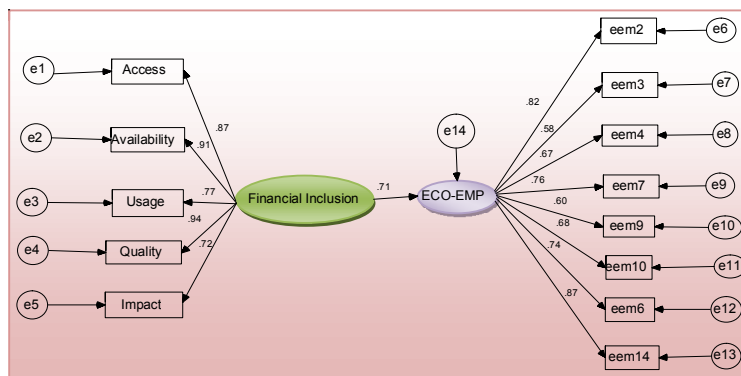 e1
Access
.87
e2
Availability
.91
e3
Usage
.77
e4
Quality
.94
e5
Impact
.72
Financial Inclusion
.71
e14
ECO-EMP
.82
eem2
e6
.58
eem3
e7
.67
eem4
e8
.76
eem7
e9
.60
eem9
e10
.68
eem10
e11
.74
eem6
e12
.87
eem14
e13